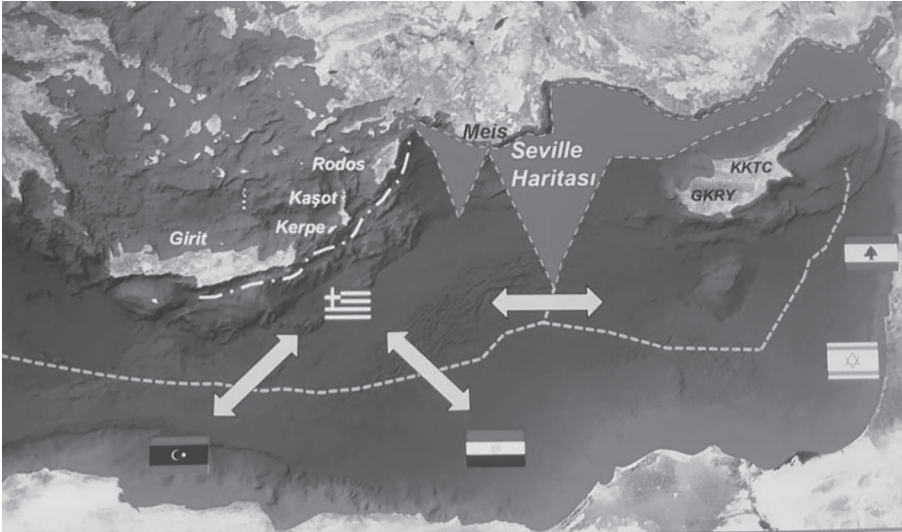 Meis
Seville
Haritası
Rodos
KKTC
Kaşot
GKRY
Kerpe
Girit